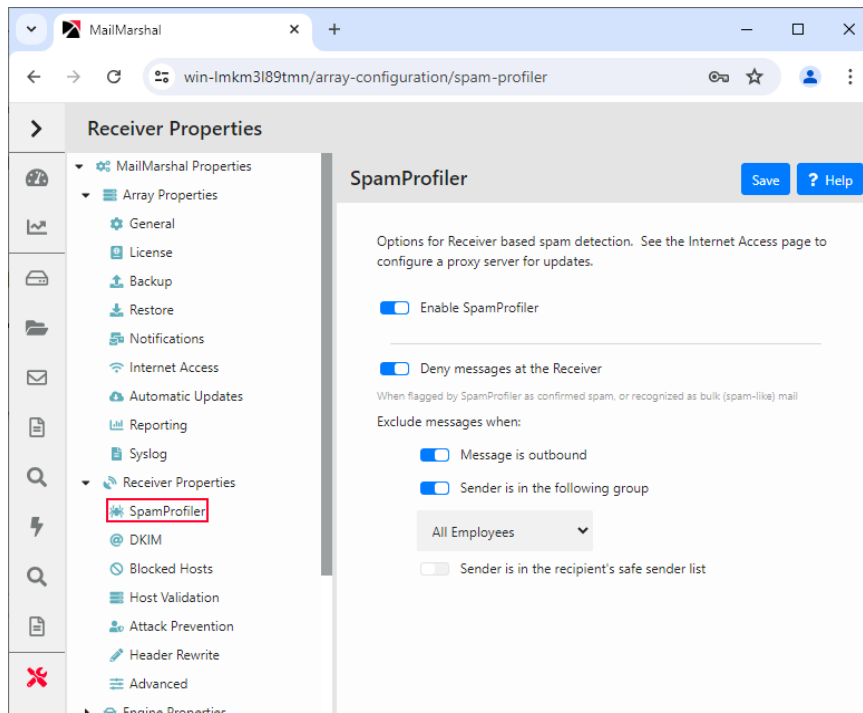 MailMarshal
win-lmkm3l89tmn/array-configuration/spam-profiler
Receiver Properties
MailMarshal Properties
Array Properties
General
License
Backup
Restore
Notifications
Internet Access
Automatic Updates
Reporting
Syslog
Receiver Properties
SpamProfiler
DKIM
Blocked Hosts
Host Validation
Attack Prevention
Header Rewrite
Advanced
Engine Properties
SpamProfiler
Save
? Help
Options for Receiver based spam detection. See the Internet Access page to
configure a proxy server for updates.
Enable SpamProfiler
Deny messages at the Receiver
When flagged by SpamProfiler as confirmed spam, or recognized as bulk (spam-like) mail
Exclude messages when:
Message is outbound
Sender is in the following group
All Employees
Sender is in the recipient's safe sender list